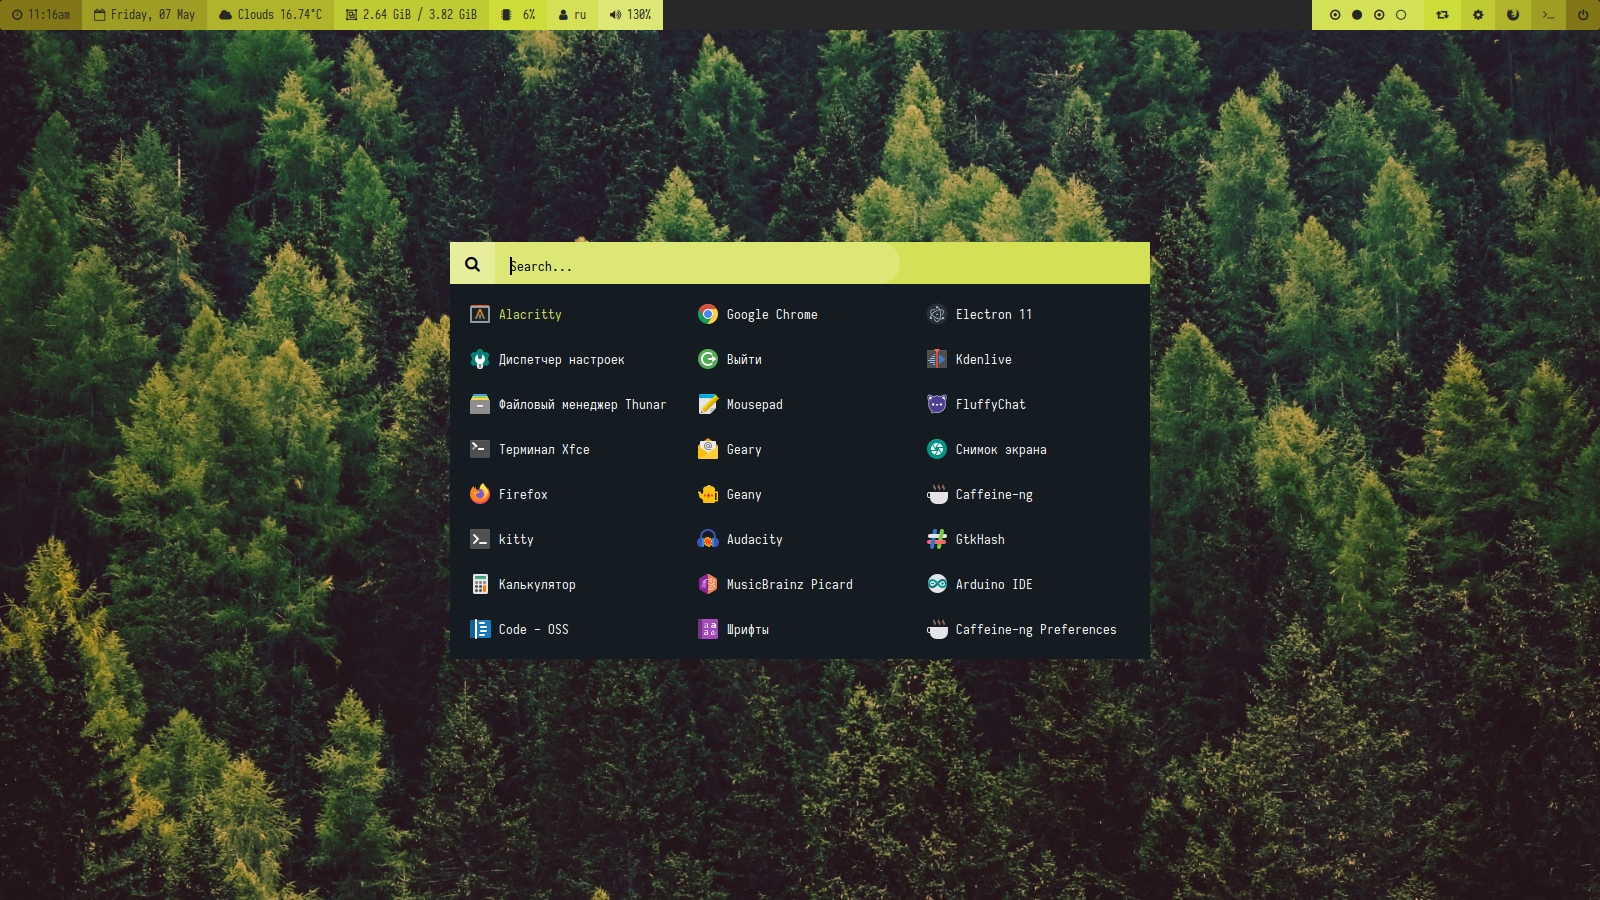 11:16am Friday, 07 May Clouds 16.74°C 2.64 GiB / 3.82 GiB 6% ru 130%
Search...
Alacritty Google Chrome Electron 11
Диспетчер настроек Выйти Kdenlive
Файловый менеджер Thunar Mousepad FluffyChat
Терминал Xfce Geary Снимок экрана
Firefox Geany Caffeine-ng
kitty Audacity GtkHash
Калькулятор MusicBrainz Picard Arduino IDE
Code - OSS Шрифты Caffeine-ng Preferences